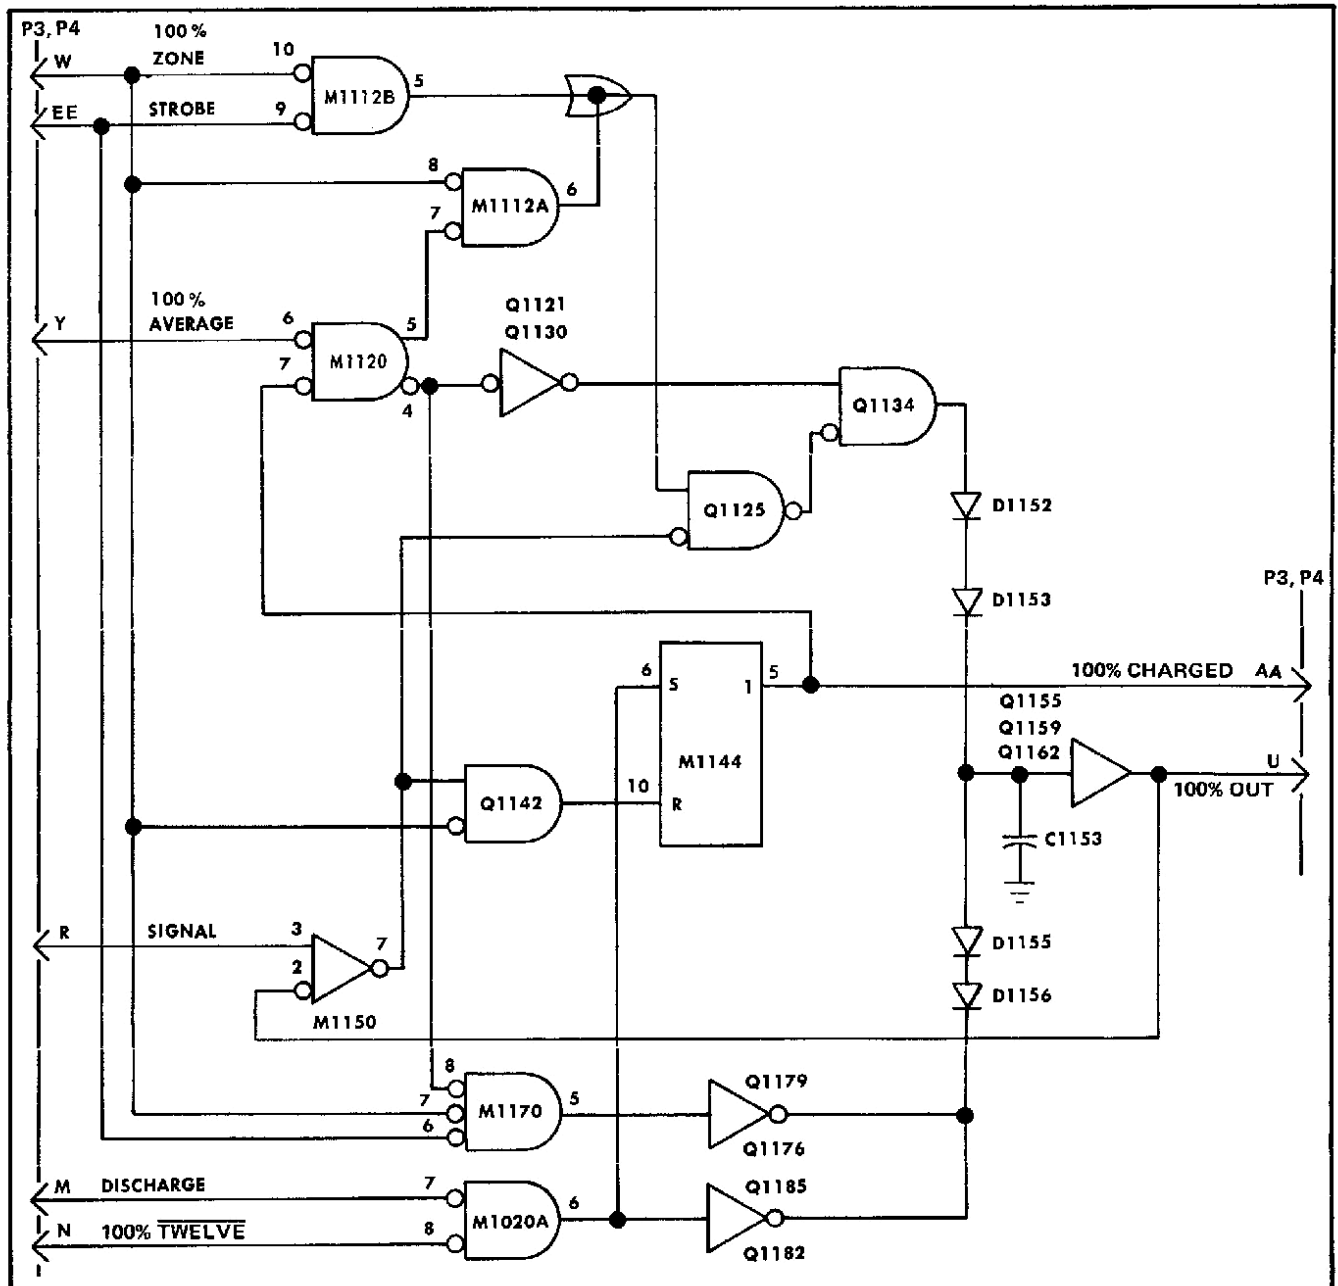 P3, P4
W
100%
ZONE
10
M1112B
5
EE
STROBE
9
8
M1112A
6
7
Y
100%
AVERAGE
6
7
M1120
5
4
Q1121
Q1130
Q1134
Q1125
D1152
D1153
P3, P4
6
S
1
5
M1144
10
R
100% CHARGED AA
Q1155
Q1159
Q1162
U
100% OUT
C1153
Q1142
R
SIGNAL
3
2
7
M1150
D1155
D1156
8
7
6
M1170
5
Q1179
Q1176
M
DISCHARGE
7
N
100% TWELVE
8
M1020A
6
Q1185
Q1182